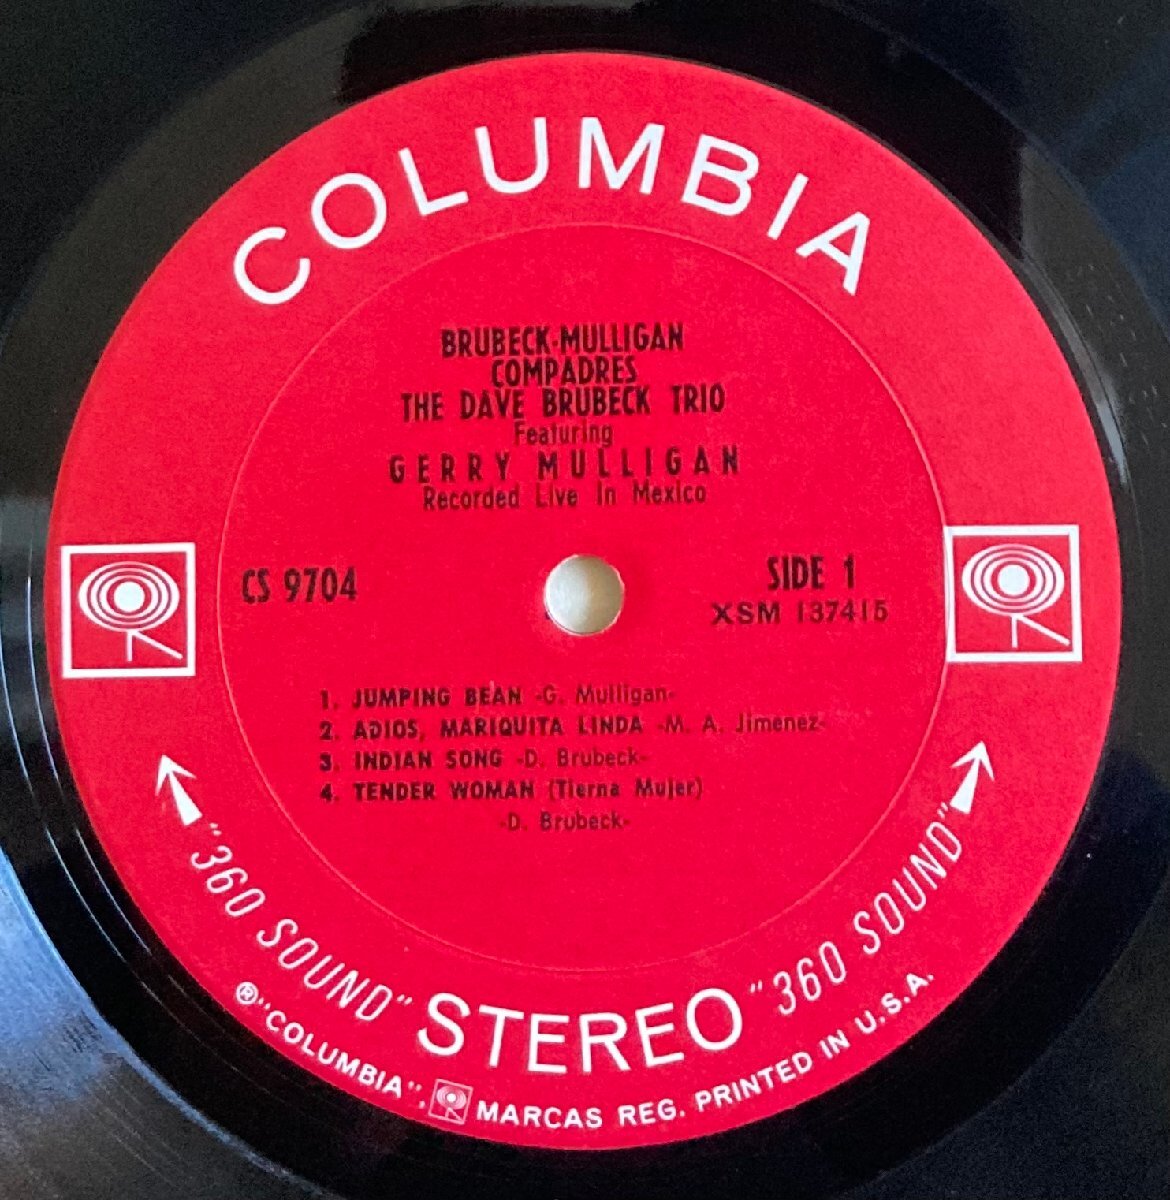 COLUMBIA
BRUBECK-MULLIGAN
COMPADRES
THE DAVE BRUBECK TRIO
Featuring
GERRY MULLIGAN
Recorded Live In Mexico
CS 9704
SIDE 1
XSM 137415
1. JUMPING BEAN -G. Mulligan-
2. ADIOS, MARIQUITA LINDA -M. A. Jimenez-
3. INDIAN SONG -D. Brubeck-
4. TENDER WOMAN (Tierna Mujer)
-D. Brubeck-
"360 SOUND" STEREO "360 SOUND"
®"COLUMBIA", MARCAS REG. PRINTED IN U.S.A.